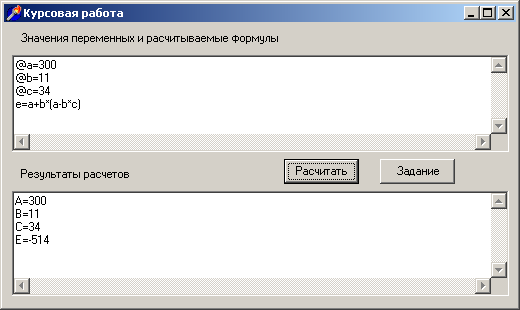 Курсовая работа
Значения переменных и расчитываемые формулы
@a=300
@b=11
@c=34
e=a+b*(a-b*c)
Результаты расчетов
Расчитать
Задание
A=300
B=11
C=34
E=-514